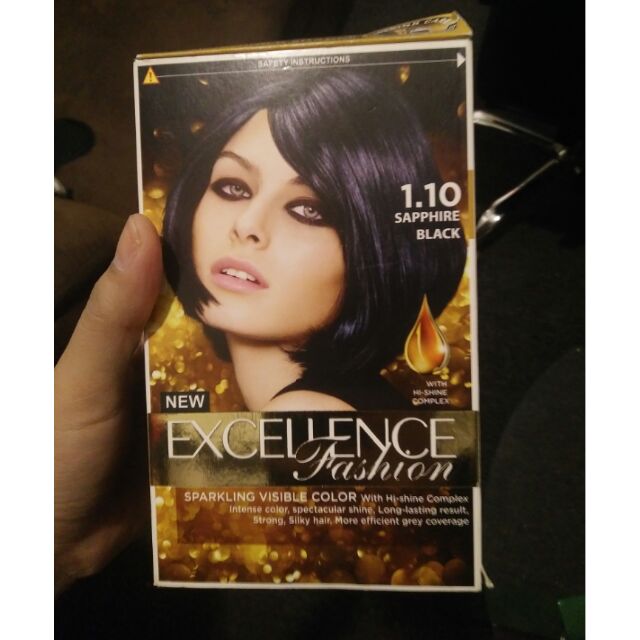 SAFETY INSTRUCTIONS
1.10
SAPPHIRE
BLACK
WITH
HI-SHINE
COMPLEX
NEW
EXCELLENCE
Fashion
SPARKLING VISIBLE COLOR With Hi-shine Complex
Intense color, spectacular shine, Long-lasting result,
Strong, Silky hair, More efficient grey coverage